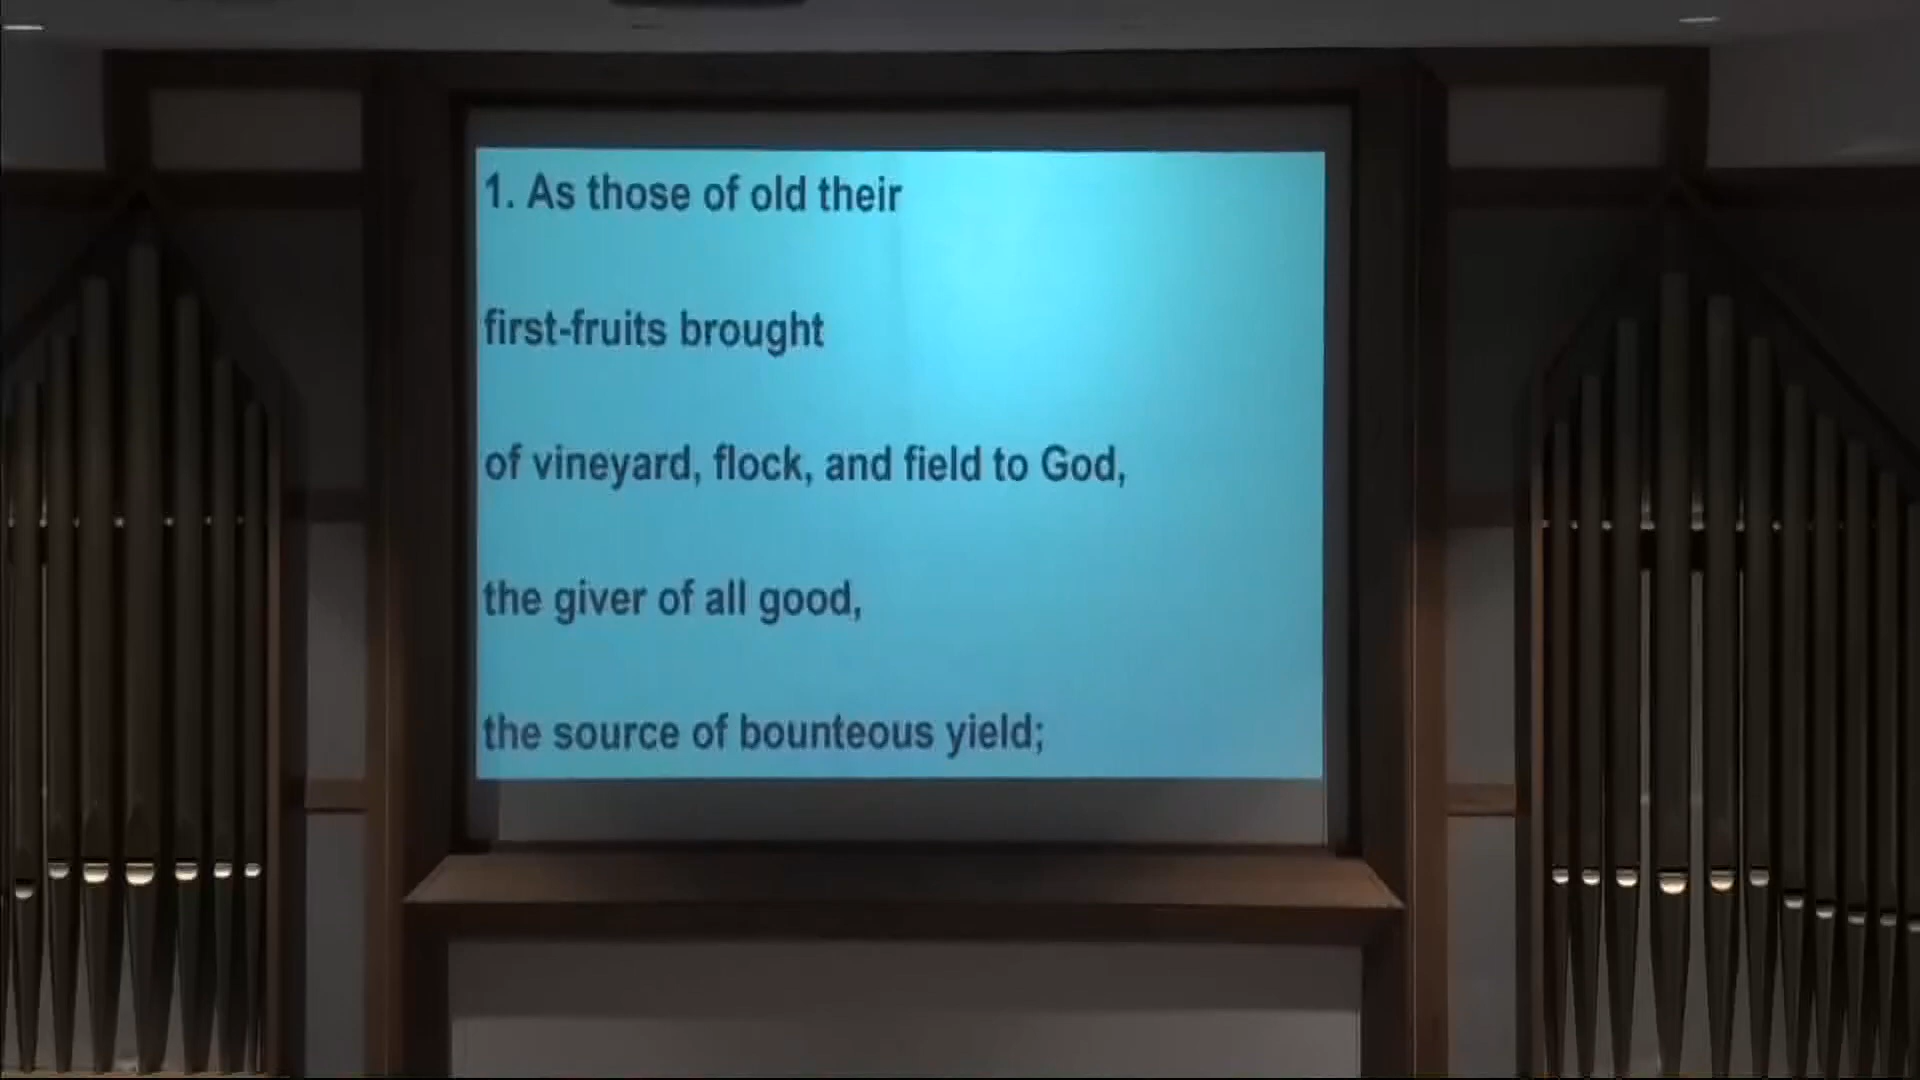 1. As those of old their
first-fruits brought
of vineyard, flock, and field to God,
the giver of all good,
the source of bounteous yield;